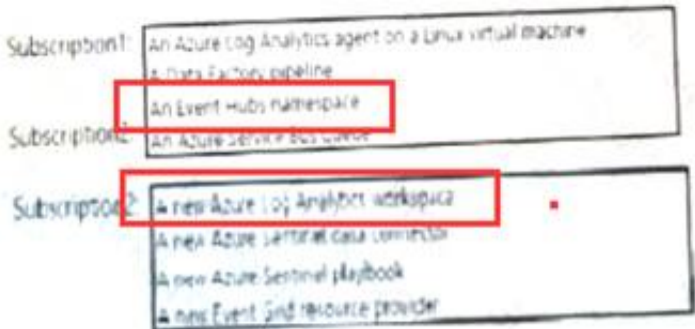 Subscription1: An Azure Log Analytics agent on a Linux virtual machine
A Data Factory pipeline
An Event Hubs namespace
Subscription2: An Azure Service Bus Queue
Subscription2: A new Azure Log Analytics workspace
A new Azure Sentinel data connector
A new Azure Sentinel playbook
A new Event Grid resource provider